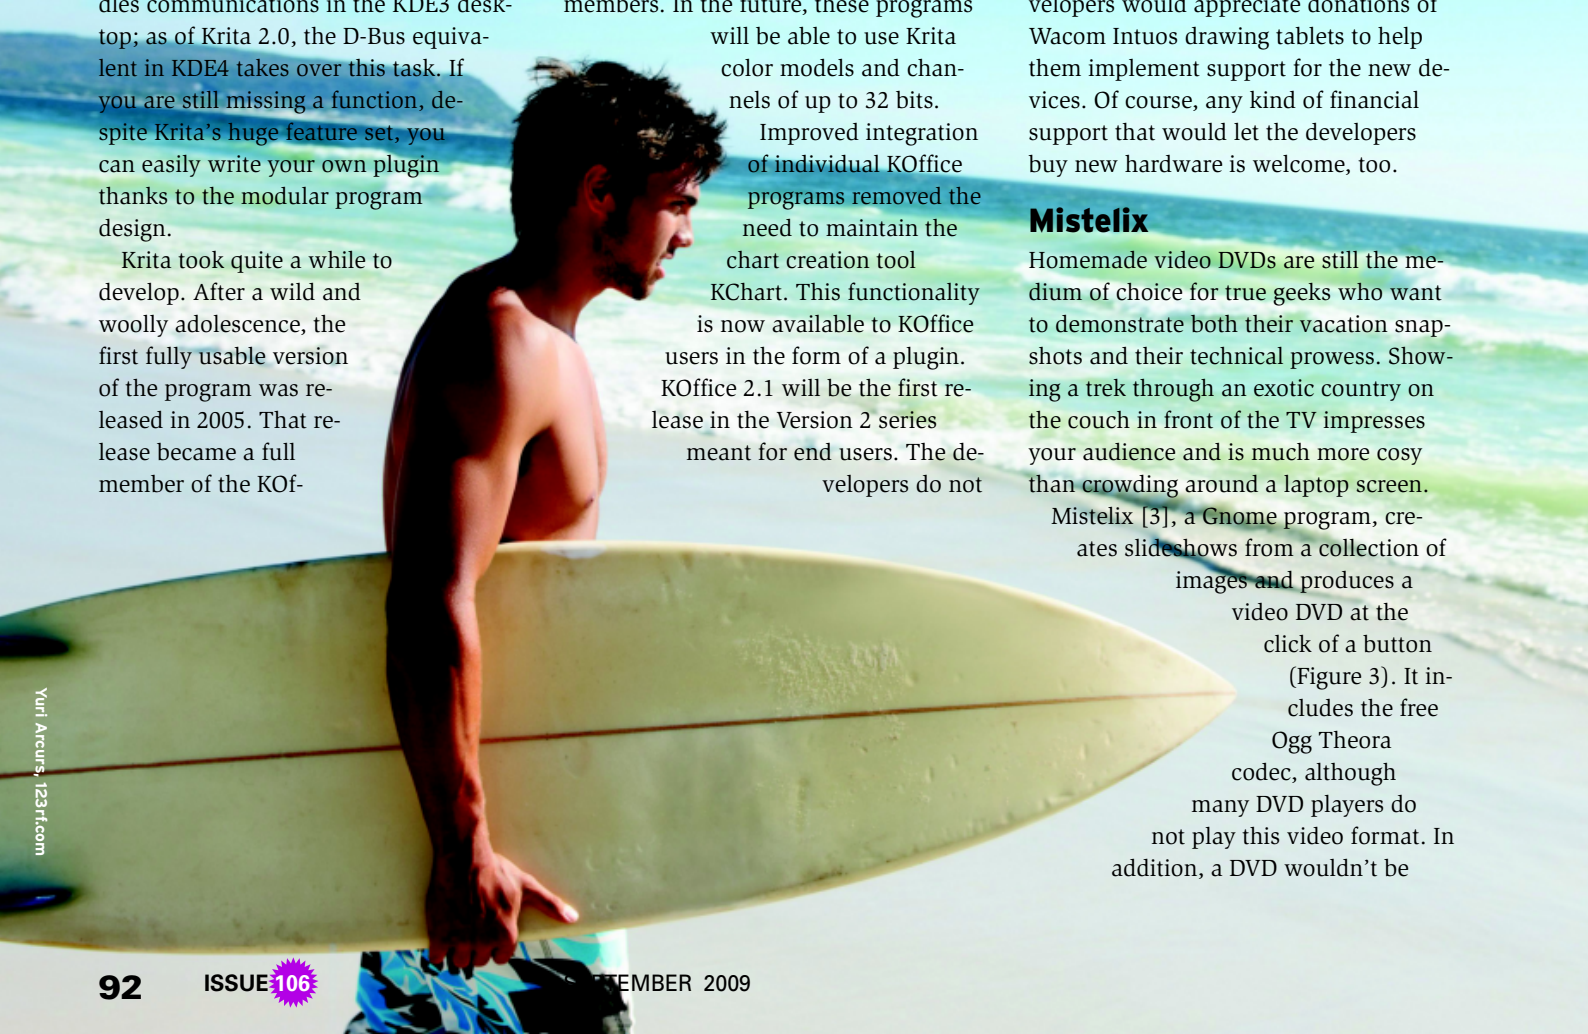 dles communications in the KDE3 desk-
top; as of Krita 2.0, the D-Bus equiva-
lent in KDE4 takes over this task. If
you are still missing a function, de-
spite Krita's huge feature set, you
can easily write your own plugin
thanks to the modular program
design.
Krita took quite a while to
develop. After a wild and
woolly adolescence, the
first fully usable version
of the program was re-
leased in 2005. That re-
lease became a full
member of the KOf-
members. In the future, these programs
will be able to use Krita
color models and chan-
nels of up to 32 bits.
Improved integration
of individual KOffice
programs removed the
need to maintain the
chart creation tool
KChart. This functionality
is now available to KOffice
users in the form of a plugin.
KOffice 2.1 will be the first re-
lease in the Version 2 series
meant for end users. The de-
velopers do not
velopers would appreciate donations of
Wacom Intuos drawing tablets to help
them implement support for the new de-
vices. Of course, any kind of financial
support that would let the developers
buy new hardware is welcome, too.
Mistelix
Homemade video DVDs are still the me-
dium of choice for true geeks who want
to demonstrate both their vacation snap-
shots and their technical prowess. Show-
ing a trek through an exotic country on
the couch in front of the TV impresses
your audience and is much more cosy
than crowding around a laptop screen.
Mistelix [3], a Gnome program, cre-
ates slideshows from a collection of
images and produces a
video DVD at the
click of a button
(Figure 3). It in-
cludes the free
Ogg Theora
codec, although
many DVD players do
not play this video format. In
addition, a DVD wouldn't be
Yuri Arcurs, 123rf.com
92 ISSUE 106 SEPTEMBER 2009